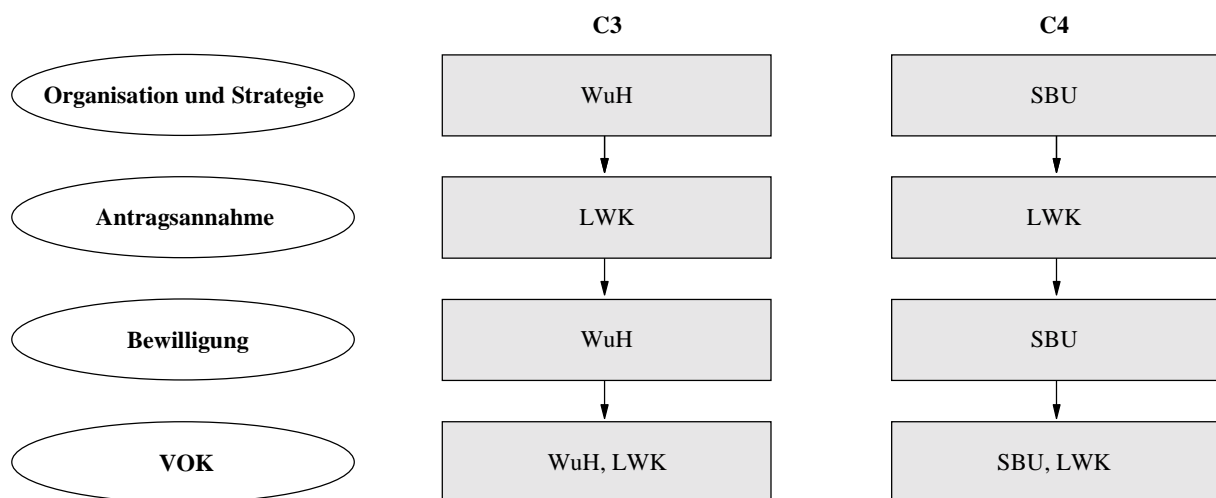 C3 C4
Organisation und Strategie WuH SBU
Antragsannahme LWK LWK
Bewilligung WuH SBU
VOK WuH, LWK SBU, LWK